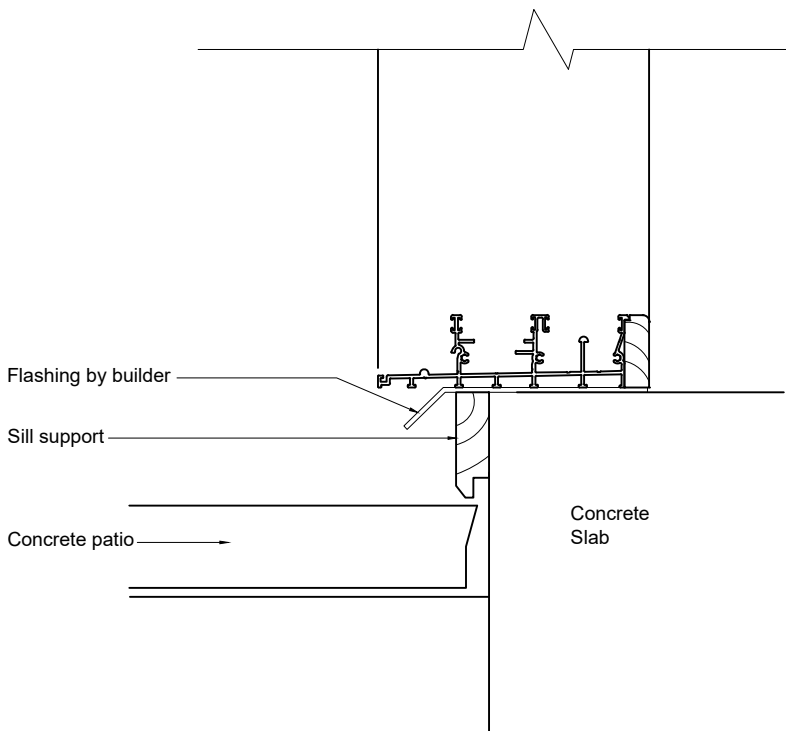 Flashing by builder
Sill support
Concrete patio
Concrete
Slab